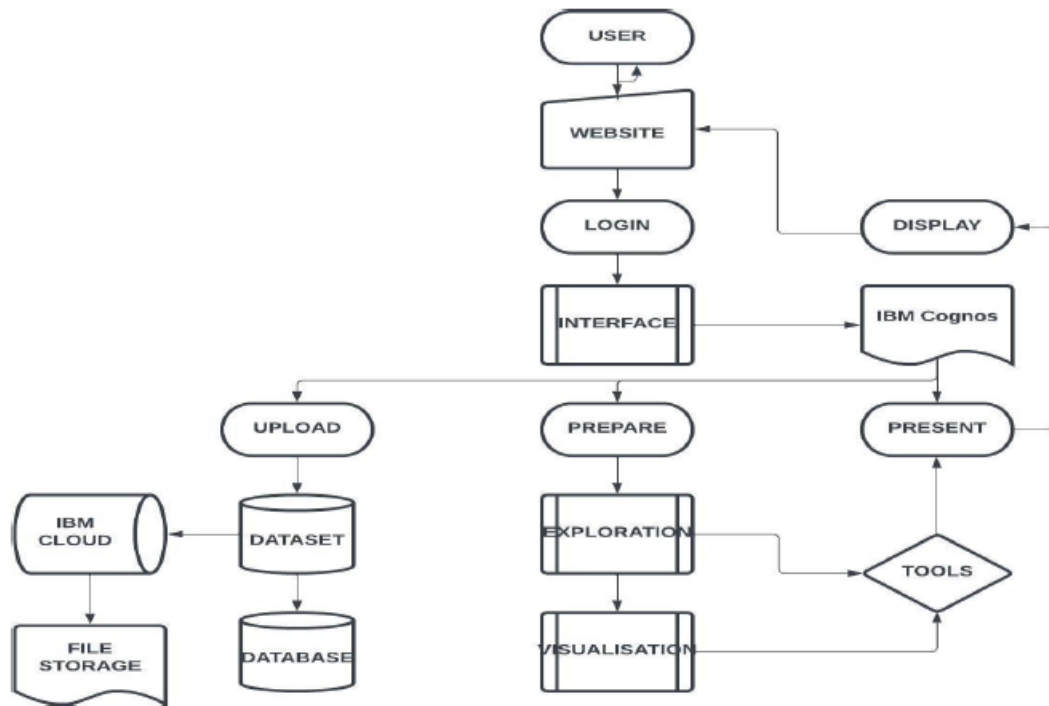 USER
WEBSITE
LOGIN
DISPLAY
INTERFACE
IBM Cognos
UPLOAD
PREPARE
PRESENT
IBM
CLOUD
DATASET
EXPLORATION
TOOLS
FILE
STORAGE
DATABASE
VISUALISATION